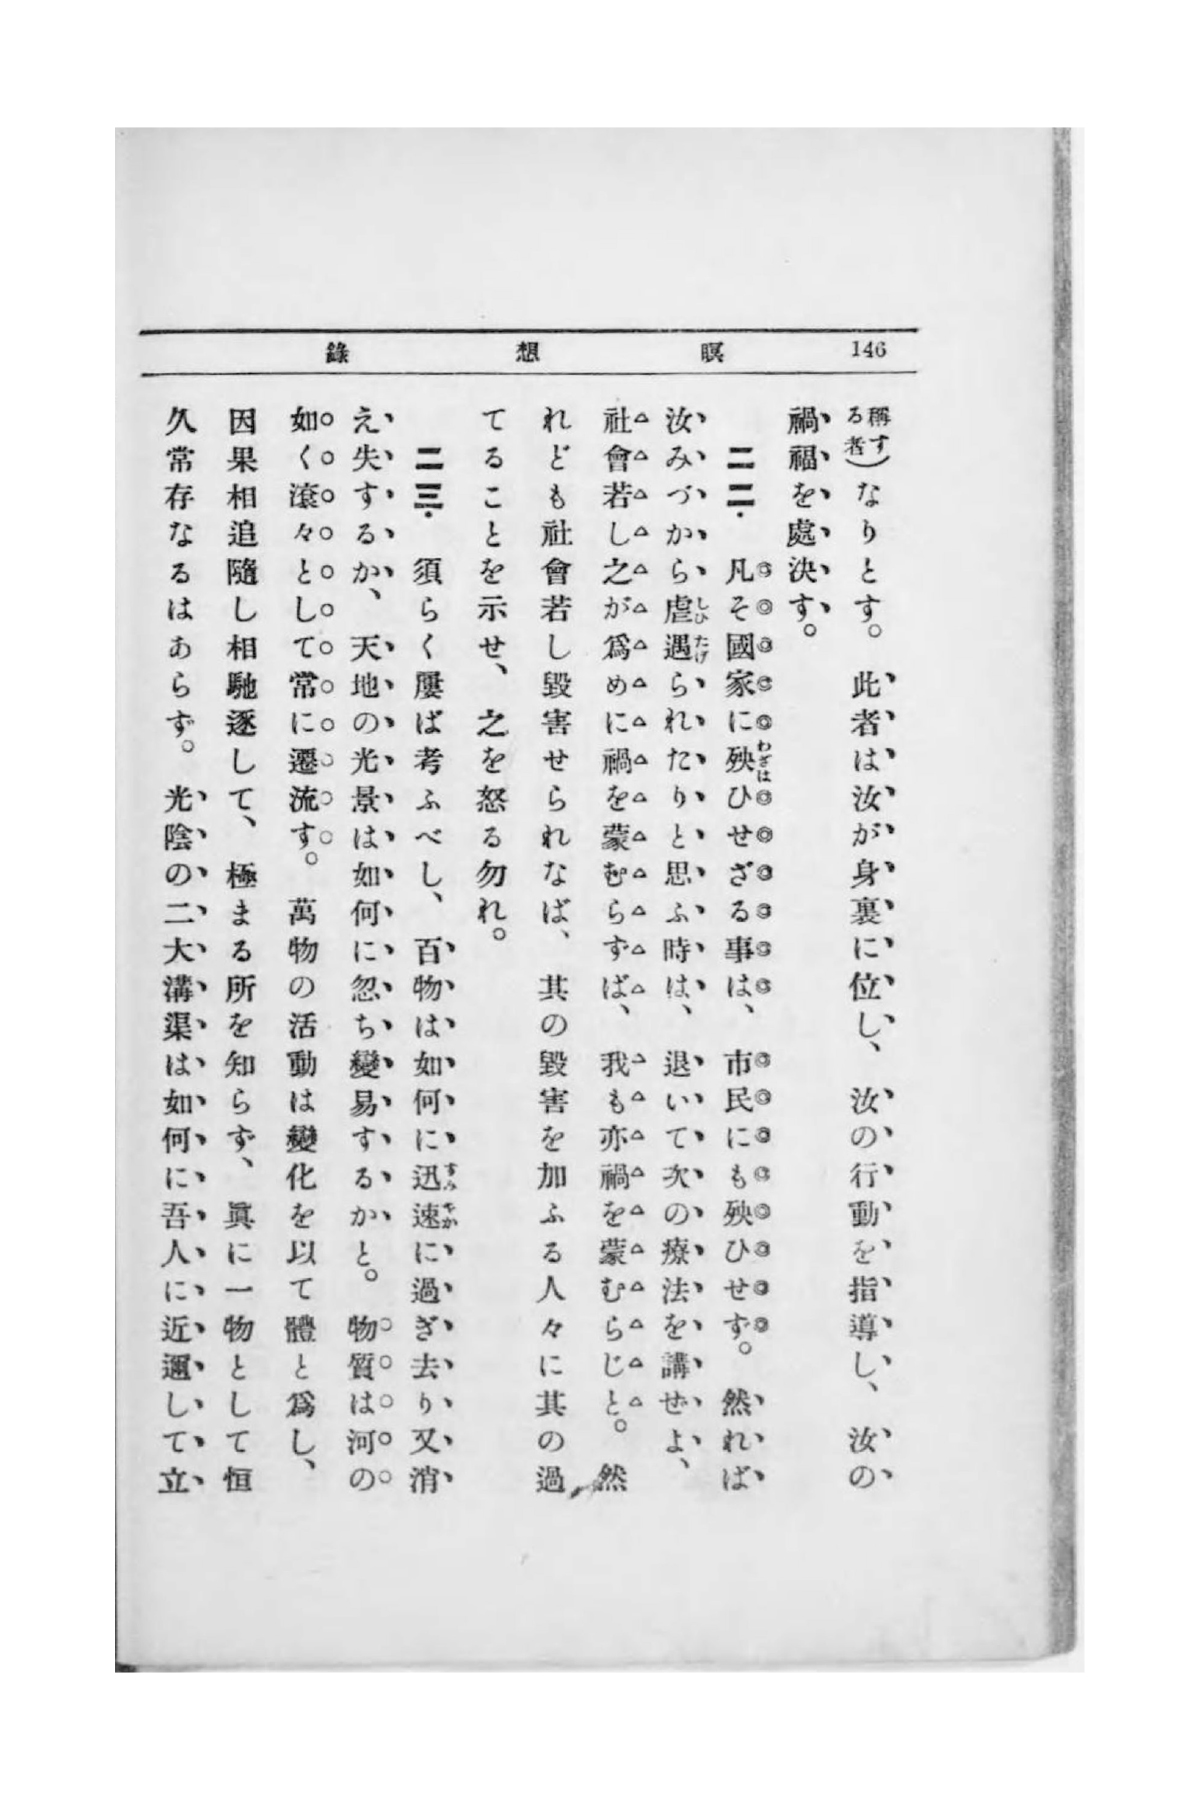 146 瞑想錄
稱する者)なりとす。此者は汝が身裏に位し、汝の行動を指導し、汝の
禍福を處決す。
二二・凡そ國家に殃ひせざる事は、市民にも殃ひせず。然れば
汝みづから虐遇られたりと思ふ時は、退いて次の療法を講ぜよ、
社會若し之が爲めに禍を蒙むらずば、我も亦禍を蒙むらじと。然
れども社會若し毀害せられなば、其の毀害を加ふる人々に其の過
てることを示せ、之を怒る勿れ。
二三・須らく屢ば考ふべし、百物は如何に迅速に過ぎ去り又消
え失するか、天地の光景は如何に忽ち變易するかと。物質は河の
如く滾々として常に遷流す。萬物の活動は變化を以て體と爲し、
因果相追隨し相馳逐して、極まる所を知らず、眞に一物として恒
久常存なるはあらず。光陰の二大溝渠は如何に吾人に近邇して立